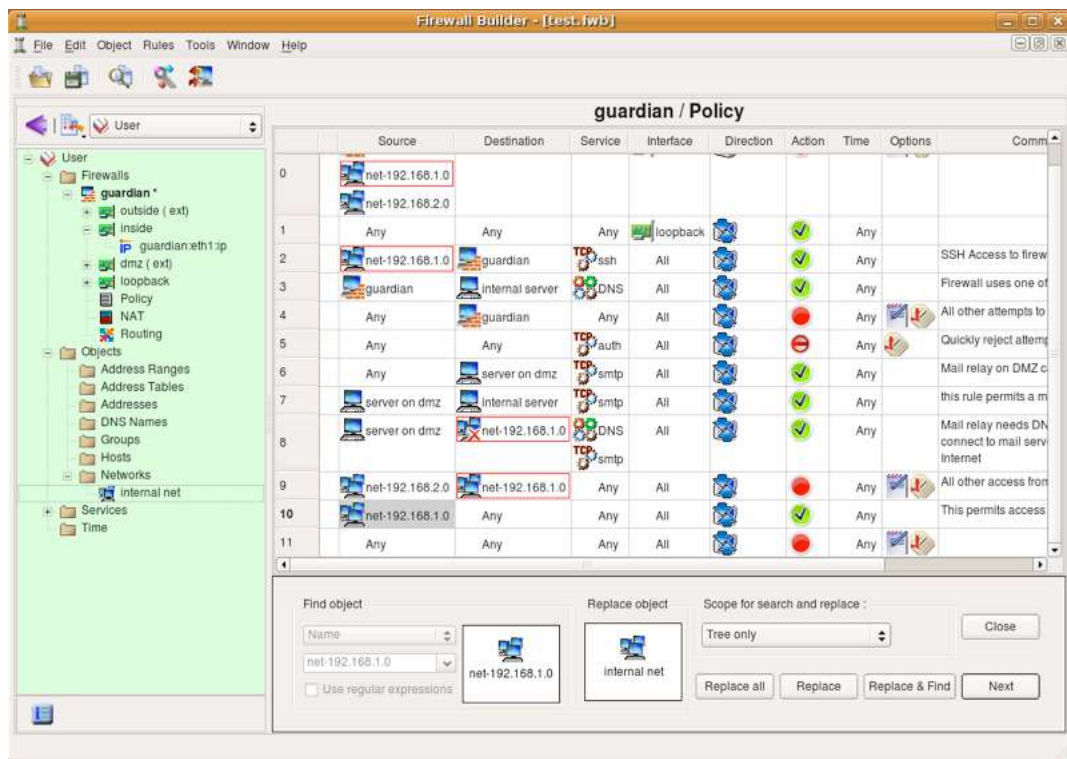 Firewall Builder - [test.fwb]
File Edit Object Rules Tools Window Help
User
guardian / Policy
User
Firewalls
guardian *
outside ( ext)
inside
IP guardian:eth1:ip
dmz ( ext)
loopback
Policy
NAT
Routing
Objects
Address Ranges
Address Tables
Addresses
DNS Names
Groups
Hosts
Networks
internal net
Services
Time
Source Destination Service Interface Direction Action Time Options Comm
0 net-192.168.1.0
net-192.168.2.0
1 Any Any Any loopback Any
2 net-192.168.1.0 guardian TCP ssh All Any SSH Access to firew
3 guardian internal server DNS All Any Firewall uses one of
4 Any guardian Any All Any All other attempts to
5 Any Any TCP auth All Any Quickly reject attemp
6 Any server on dmz TCP smtp All Any Mail relay on DMZ c
7 server on dmz internal server TCP smtp All Any this rule permits a m
8 server on dmz net-192.168.1.0 DNS All Any Mail relay needs DN
connect to mail serv
TCP smtp Internet
9 net-192.168.2.0 net-192.168.1.0 Any All Any All other access from
10 net-192.168.1.0 Any Any All Any This permits access
11 Any Any Any All Any
Find object
Name
net-192.168.1.0
Use regular expressions
net-192.168.1.0
Replace object
internal net
Scope for search and replace :
Tree only
Close
Replace all Replace Replace & Find Next